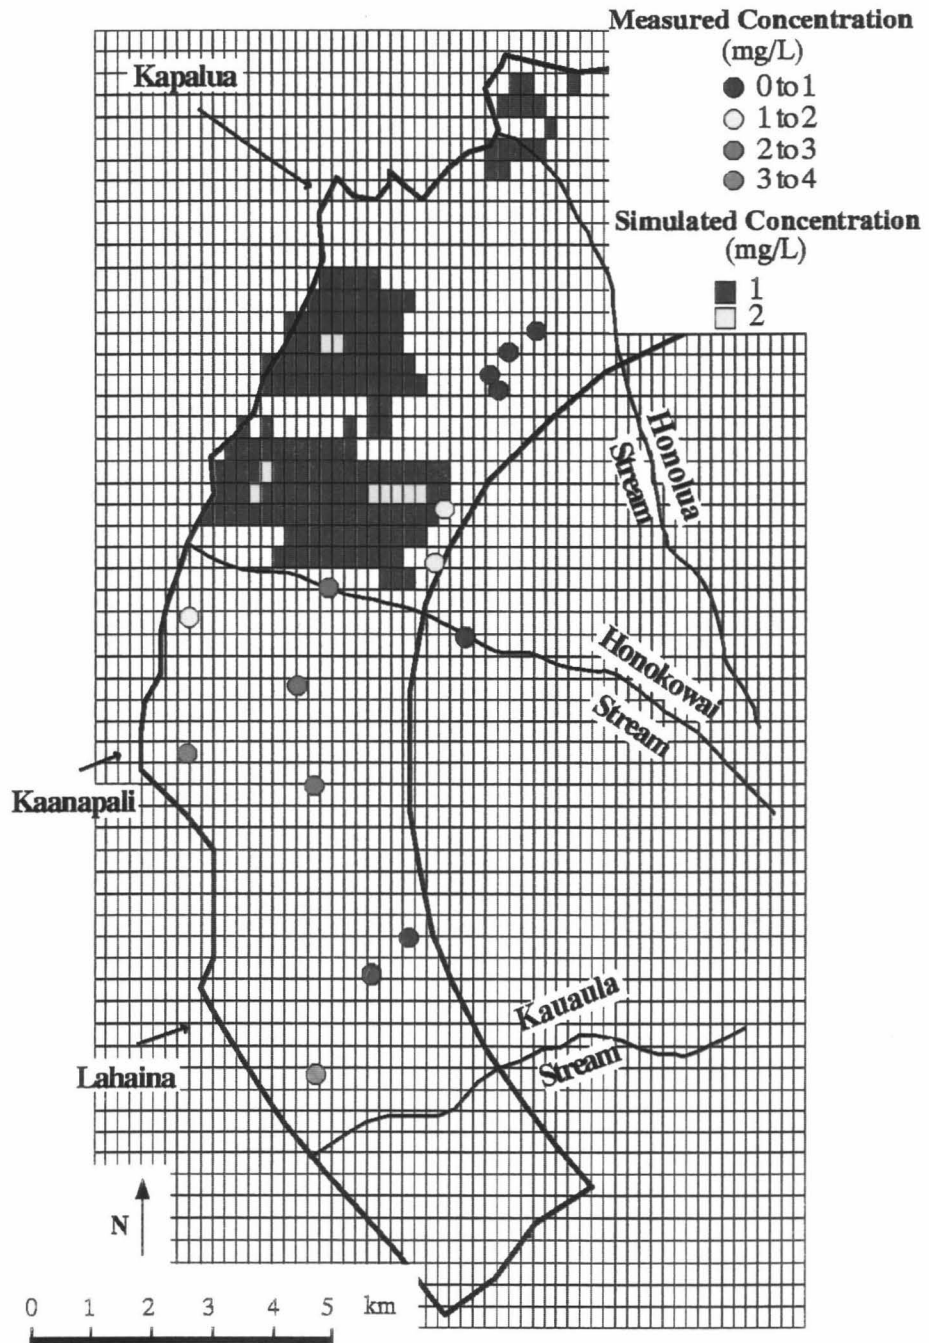 Measured Concentration
(mg/L)
0 to 1
1 to 2
2 to 3
3 to 4
Simulated Concentration
(mg/L)
1
2
Kapalua
Honolua
Stream
Honokowai
Stream
Kaanapali
Kauaula
Stream
Lahaina
N
0 1 2 3 4 5 km